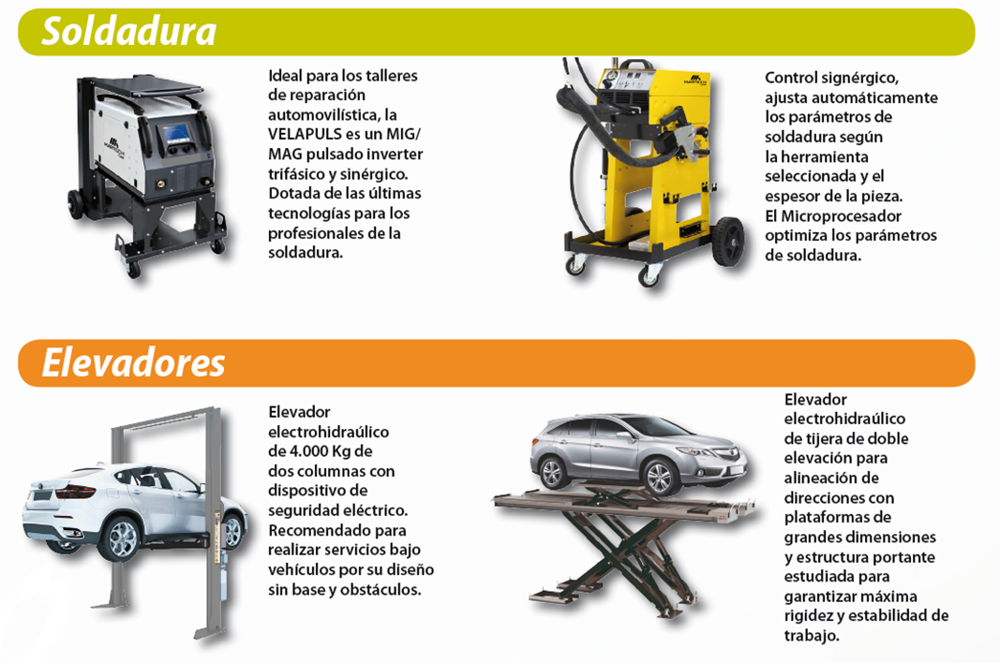 Soldadura
Ideal para los talleres
de reparación
automovilística, la
VELAPULS es un MIG/
MAG pulsado inverter
trifásico y sinérgico.
Dotada de las últimas
tecnologías para los
profesionales de la
soldadura.
Control signérgico,
ajusta automáticamente
los parámetros de
soldadura según
la herramienta
seleccionada y el
espesor de la pieza.
El Microprocesador
optimiza los parámetros
de soldadura.
Elevadores
Elevador
electrohidraúlico
de 4.000 Kg de
dos columnas con
dispositivo de
seguridad eléctrico.
Recomendado para
realizar servicios bajo
vehículos por su diseño
sin base y obstáculos.
Elevador
electrohidraúlico
de tijera de doble
elevación para
alineación de
direcciones con
plataformas de
grandes dimensiones
y estructura portante
estudiada para
garantizar máxima
rigidez y estabilidad de
trabajo.